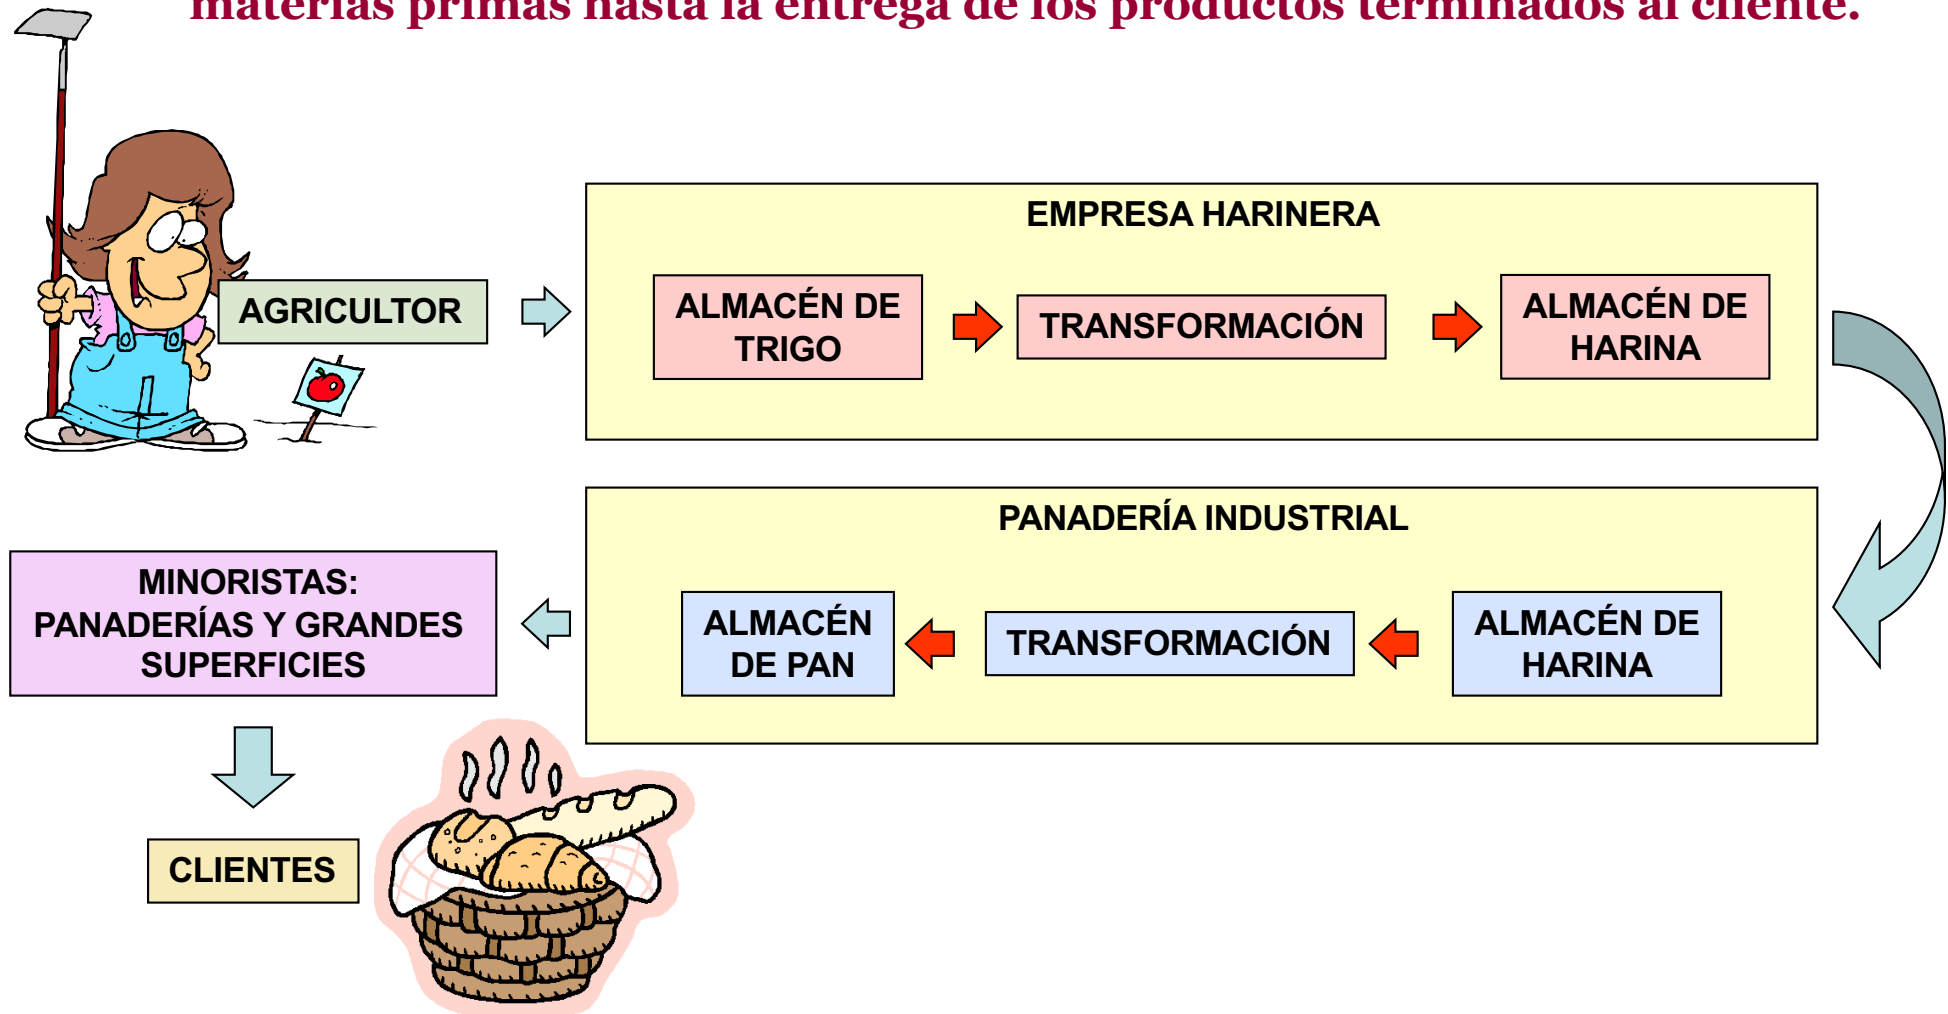 materias primas hasta la entrega de los productos terminados al cliente.
EMPRESA HARINERA
AGRICULTOR
ALMACÉN DE
TRIGO
TRANSFORMACIÓN
ALMACÉN DE
HARINA
PANADERÍA INDUSTRIAL
ALMACÉN DE
HARINA
TRANSFORMACIÓN
ALMACÉN
DE PAN
MINORISTAS:
PANADERÍAS Y GRANDES
SUPERFICIES
CLIENTES